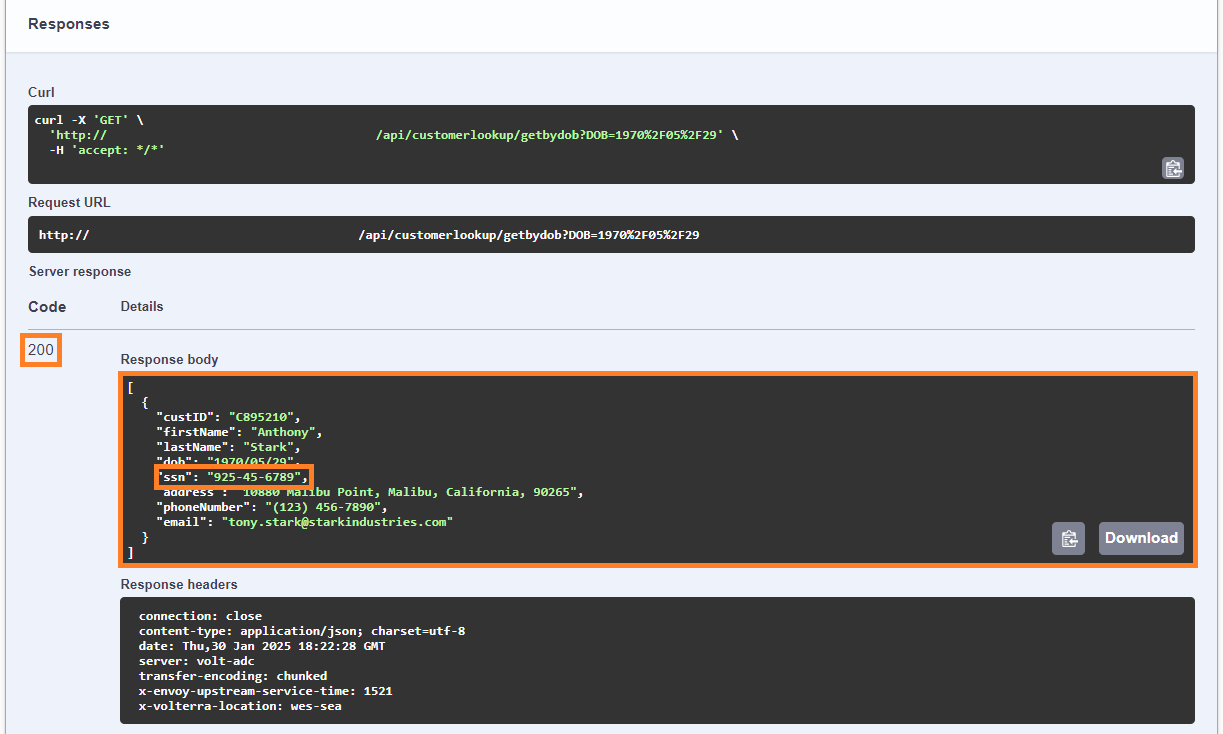 Responses
Curl
curl -X 'GET' \
'http:// /api/customerlookup/getbydob?DOB=1970%2F05%2F29' \
-H 'accept: */*'
Request URL
http:// /api/customerlookup/getbydob?DOB=1970%2F05%2F29
Server response
Code Details
200
Response body
[
{
"custID": "C895210",
"firstName": "Anthony",
"lastName": "Stark",
"dob": "1970/05/29",
"ssn": "925-45-6789",
"address": "10880 Malibu Point, Malibu, California, 90265",
"phoneNumber": "(123) 456-7890",
"email": "tony.stark@starkindustries.com"
}
]
Download
Response headers
connection: close
content-type: application/json; charset=utf-8
date: Thu,30 Jan 2025 18:22:28 GMT
server: volt-adc
transfer-encoding: chunked
x-envoy-upstream-service-time: 1521
x-volterra-location: wes-sea